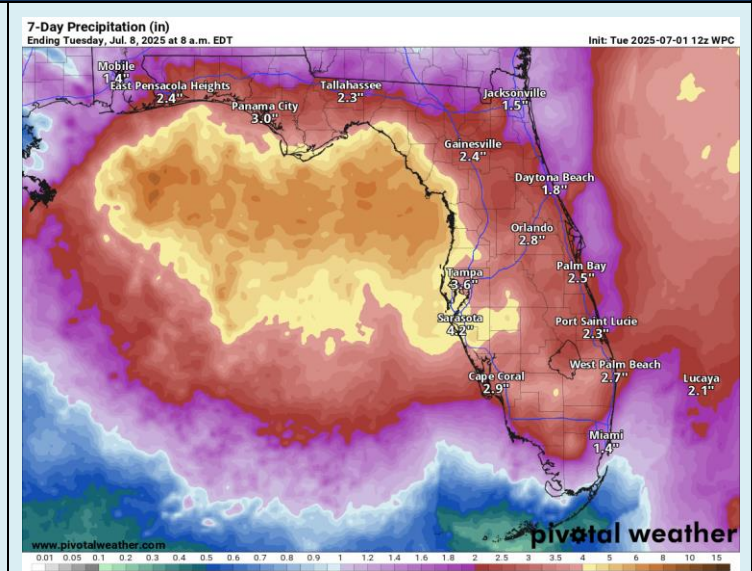 7-Day Precipitation (in)
Ending Tuesday, Jul. 8, 2025 at 8 a.m. EDT
Init: Tue 2025-07-01 12z WPC
Mobile
1.4"
East Pensacola Heights
2.4"
Panama City
3.0"
Tallahassee
2.3"
Jacksonville
1.5"
Gainesville
2.4"
Daytona Beach
1.8"
Orlando
2.8"
Tampa
3.6"
Palm Bay
2.5"
Sarasota
4.2"
Port Saint Lucie
2.3"
Cape Coral
2.9"
West Palm Beach
2.7"
Lucaya
2.1"
Miami
1.4"
pivotal weather
www.pivotalweather.com
0.01 0.05 0.1 0.2 0.3 0.4 0.5 0.6 0.7 0.8 0.9 1 1.2 1.4 1.6 1.8 2 2.5 3 3.5 4 5 6 8 10 15